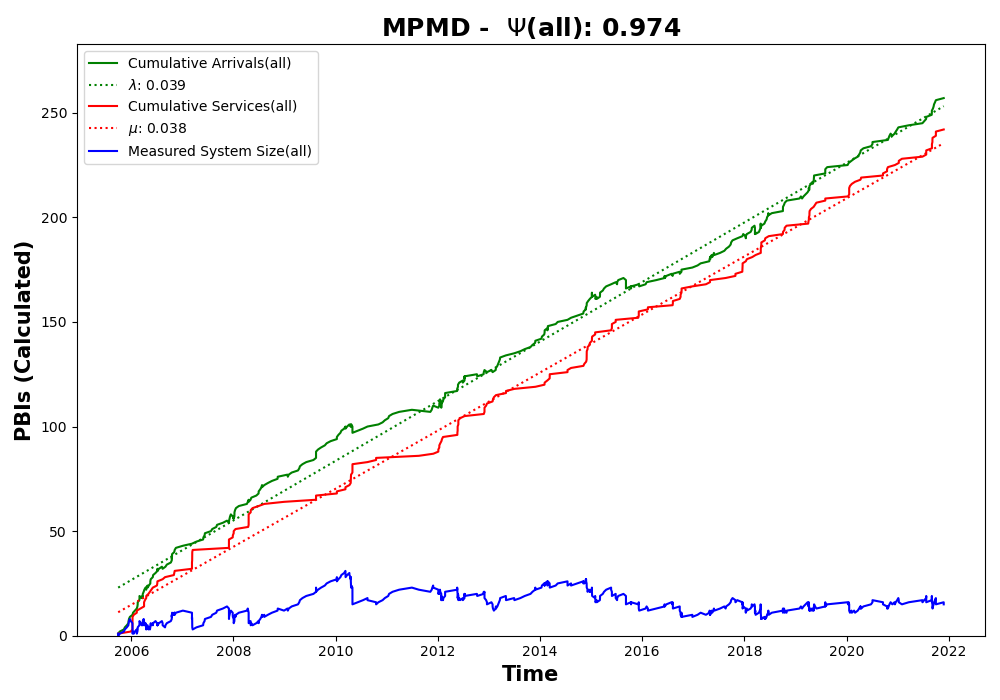 MPMD - Ψ(all): 0.974
Cumulative Arrivals(all)
λ: 0.039
Cumulative Services(all)
μ: 0.038
Measured System Size(all)
PBIs (Calculated)
250
200
150
100
50
0
2006 2008 2010 2012 2014 2016 2018 2020 2022
Time